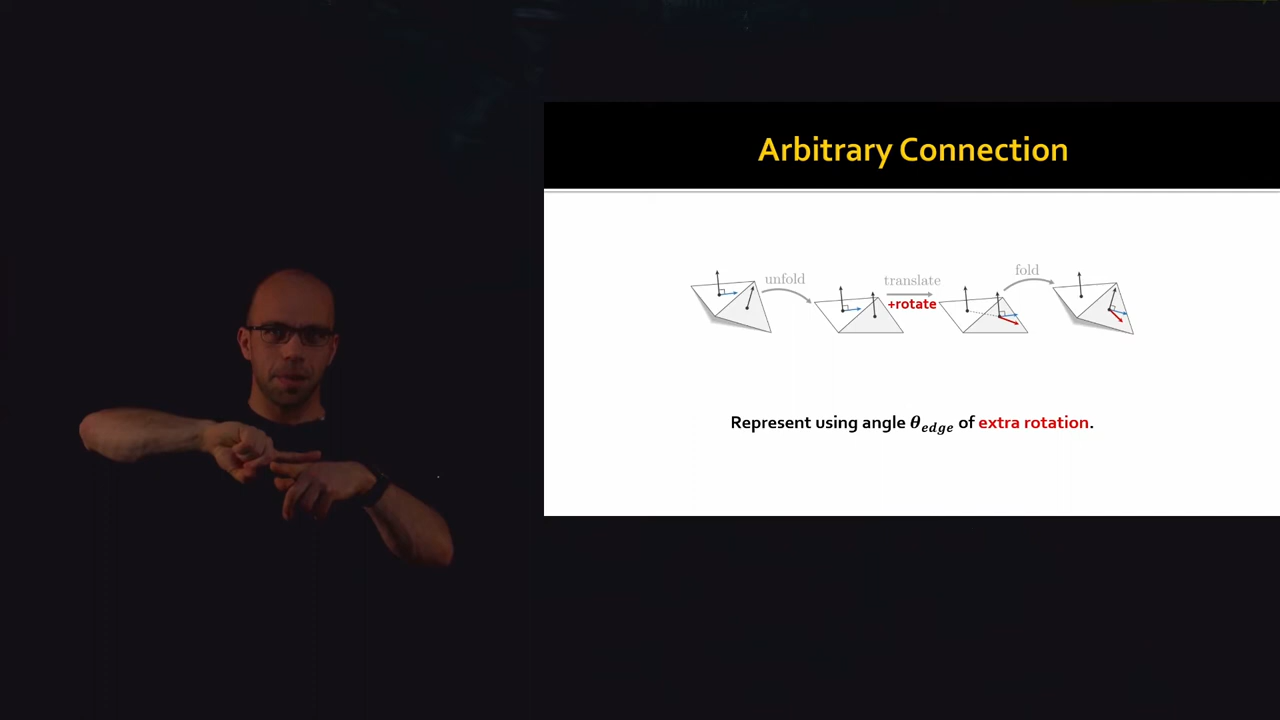 Arbitrary Connection
unfold
translate
+rotate
fold
Represent using angle θ_edge of extra rotation.